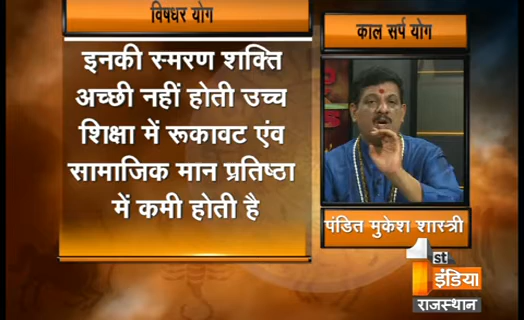 विषधर योग
काल सर्प योग
इनकी स्मरण शक्ति
अच्छी नहीं होती उच्च
शिक्षा में रूकावट एंव
सामाजिक मान प्रतिष्ठा
में कमी होती है
पंडित मुकेश शास्त्री
1st
इंडिया
राजस्थान